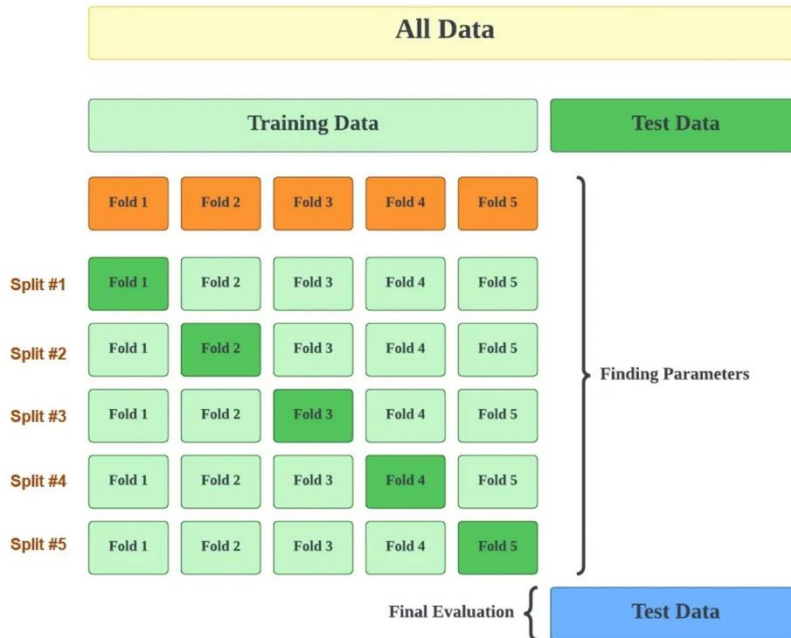 All Data
Training Data Test Data
Fold 1 Fold 2 Fold 3 Fold 4 Fold 5
Split #1 Fold 1 Fold 2 Fold 3 Fold 4 Fold 5
Split #2 Fold 1 Fold 2 Fold 3 Fold 4 Fold 5
Finding Parameters
Split #3 Fold 1 Fold 2 Fold 3 Fold 4 Fold 5
Split #4 Fold 1 Fold 2 Fold 3 Fold 4 Fold 5
Split #5 Fold 1 Fold 2 Fold 3 Fold 4 Fold 5
Final Evaluation Test Data